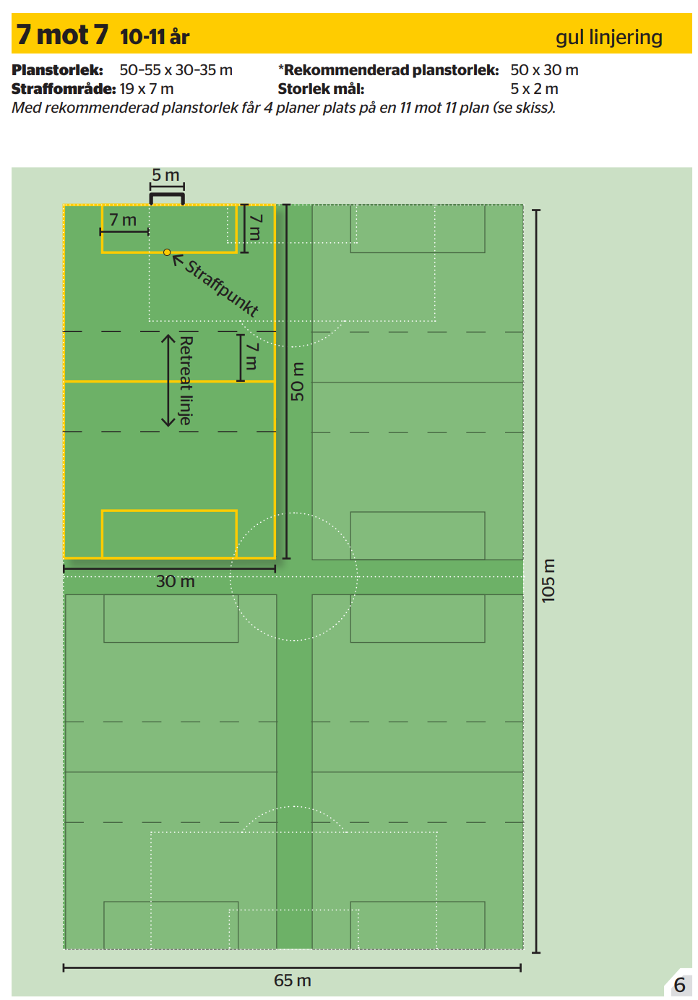 7 mot 7 10-11 år gul linjering
Planstorlek: 50-55 x 30-35 m *Rekommenderad planstorlek: 50 x 30 m
Straffområde: 19 x 7 m Storlek mål: 5 x 2 m
Med rekommenderad planstorlek får 4 planer plats på en 11 mot 11 plan (se skiss).
5 m
7 m
7 m
Straffpunkt
Retreat linje
7 m
50 m
30 m
105 m
65 m
6